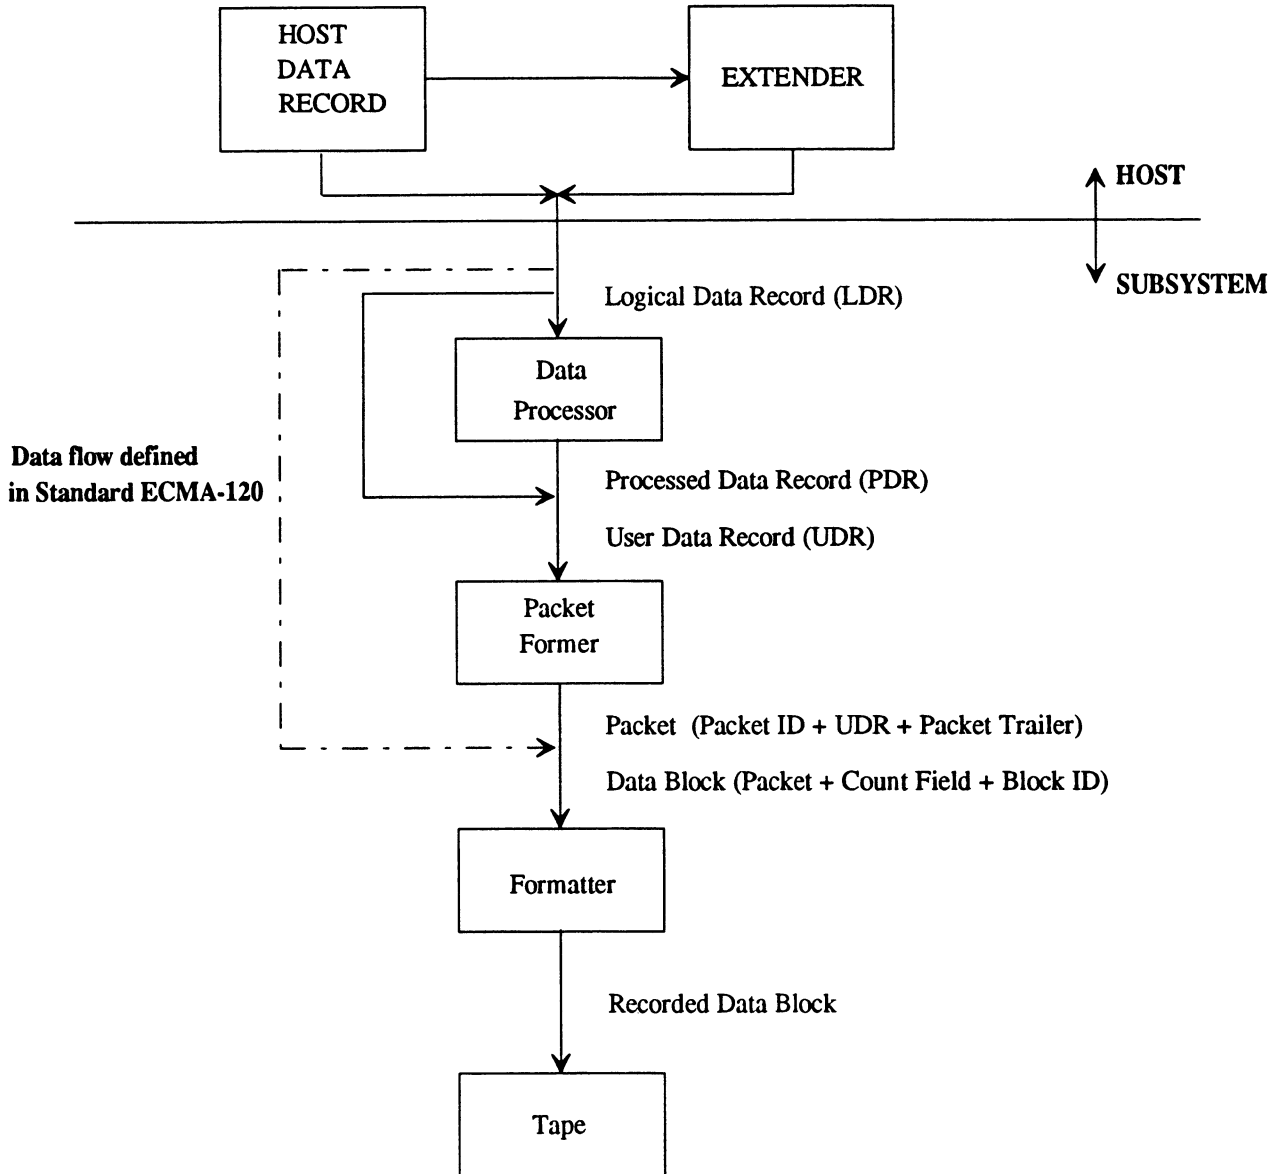 HOST
DATA
RECORD
EXTENDER
HOST
SUBSYSTEM
Logical Data Record (LDR)
Data
Processor
Data flow defined
in Standard ECMA-120
Processed Data Record (PDR)
User Data Record (UDR)
Packet
Former
Packet (Packet ID + UDR + Packet Trailer)
Data Block (Packet + Count Field + Block ID)
Formatter
Recorded Data Block
Tape